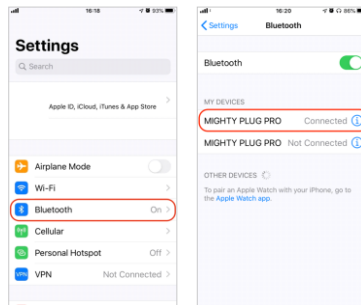 16:18
93%
Settings
Search
Apple ID, iCloud, iTunes & App Store
Airplane Mode
Wi-Fi
Bluetooth On
Cellular
Personal Hotspot Off
VPN Not Connected
16:20
86%
Settings Bluetooth
Bluetooth
MY DEVICES
MIGHTY PLUG PRO Connected
MIGHTY PLUG PRO Not Connected
OTHER DEVICES
To pair an Apple Watch with your iPhone, go to
the Apple Watch app.